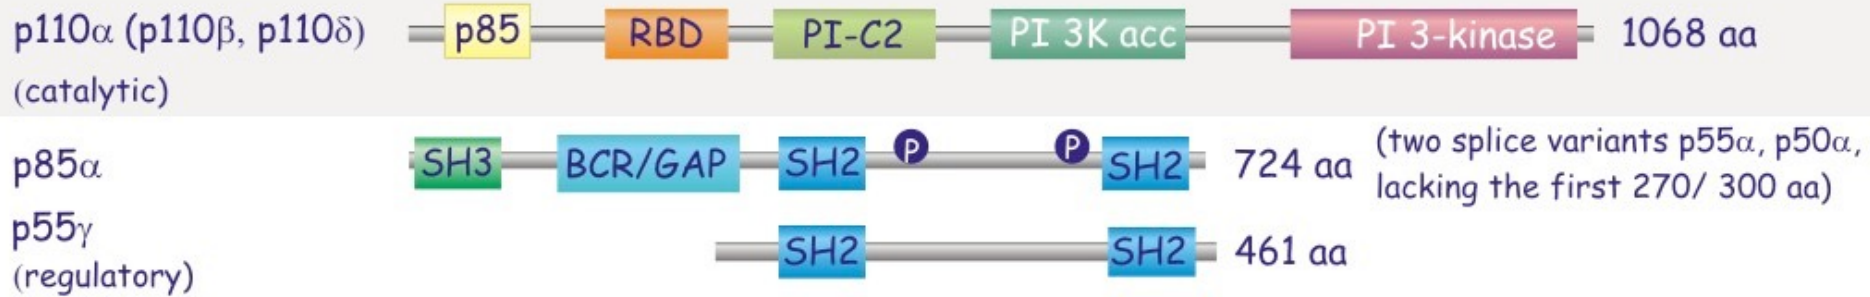 p110α (p110β, p110δ) p85 RBD PI-C2 PI 3K acc PI 3-kinase 1068 aa
(catalytic)
p85α SH3 BCR/GAP SH2 P P SH2 724 aa (two splice variants p55α, p50α,
lacking the first 270/ 300 aa)
p55γ SH2 SH2 461 aa
(regulatory)